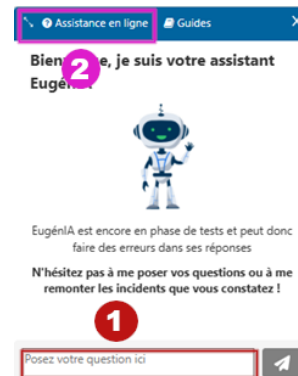 Assistance en ligne Guides
2
Bien e, je suis votre assistant
Eugén
EugénIA est encore en phase de tests et peut donc
faire des erreurs dans ses réponses
N'hésitez pas à me poser vos questions ou à me
remonter les incidents que vous constatez !
1
Posez votre question ici